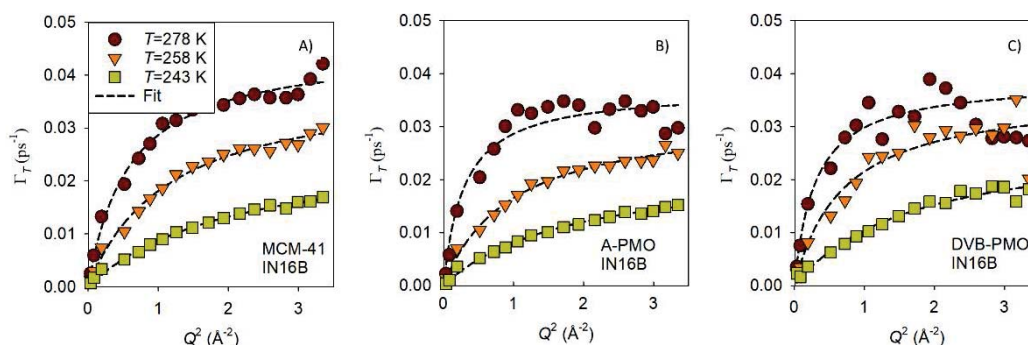 A)
T=278 K
T=258 K
T=243 K
Fit
MCM-41
IN16B
0.05
0.04
0.03
0.02
0.01
0.00
Γ_T (ps⁻¹)
0 1 2 3
Q² (Å⁻²)
B)
A-PMO
IN16B
0.05
0.04
0.03
0.02
0.01
0.00
Γ_T (ps⁻¹)
0 1 2 3
Q² (Å⁻²)
C)
DVB-PMO
IN16B
0.05
0.04
0.03
0.02
0.01
0.00
Γ_T (ps⁻¹)
0 1 2 3
Q² (Å⁻²)